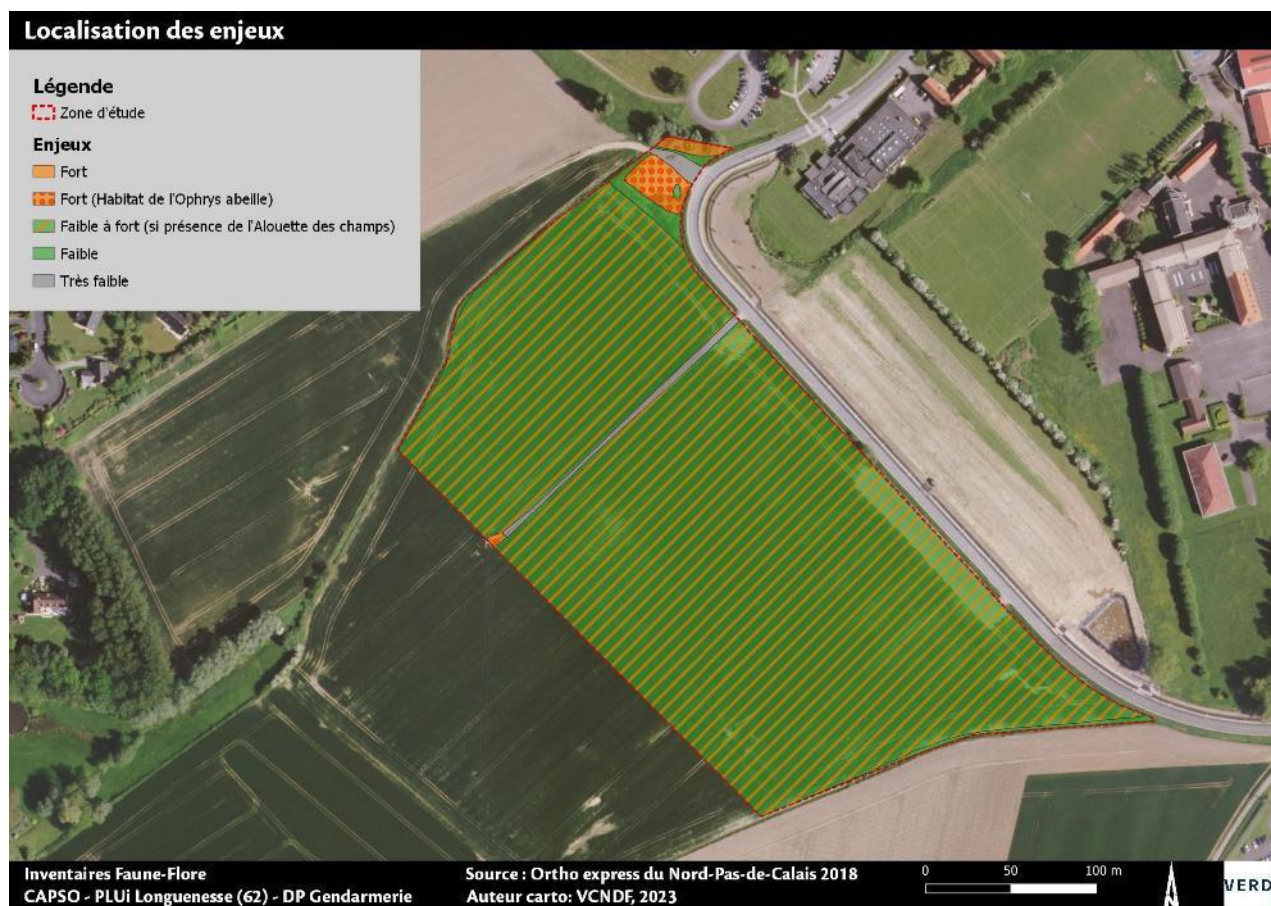 Localisation des enjeux
Légende
Zone d'étude
Enjeux
Fort
Fort (Habitat de l'Ophrys abeille)
Faible à fort (si présence de l'Alouette des champs)
Faible
Très faible
Inventaires Faune-Flore
CAPSO - PLUi Longuenesse (62) - DP Gendarmerie
Source : Ortho express du Nord-Pas-de-Calais 2018
Auteur carto: VCNDF, 2023
0 50 100 m
VERD